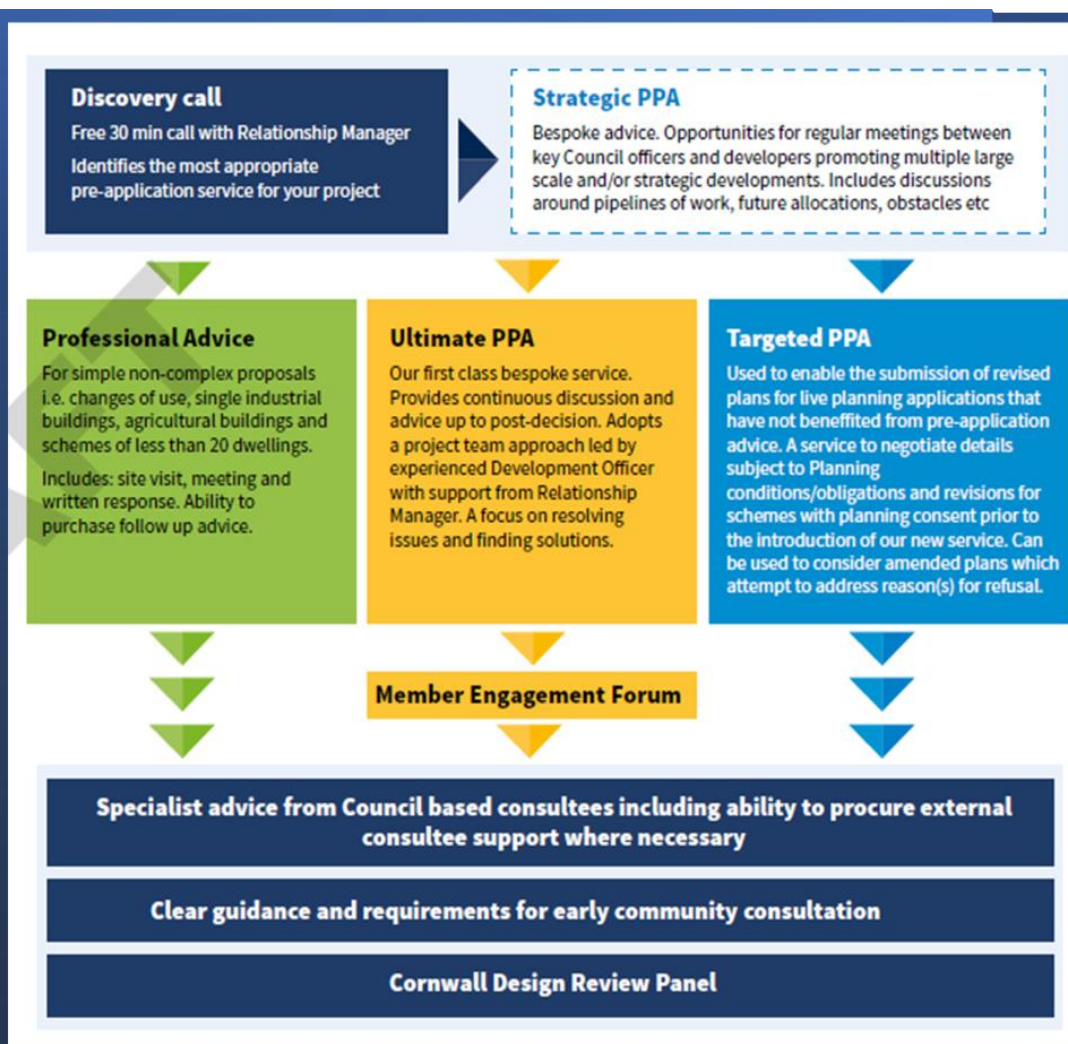 Discovery call
Free 30 min call with Relationship Manager
Identifies the most appropriate
pre-application service for your project
Strategic PPA
Bespoke advice. Opportunities for regular meetings between
key Council officers and developers promoting multiple large
scale and/or strategic developments. Includes discussions
around pipelines of work, future allocations, obstacles etc
Professional Advice
For simple non-complex proposals
i.e. changes of use, single industrial
buildings, agricultural buildings and
schemes of less than 20 dwellings.
Includes: site visit, meeting and
written response. Ability to
purchase follow up advice.
Ultimate PPA
Our first class bespoke service.
Provides continuous discussion and
advice up to post-decision. Adopts
a project team approach led by
experienced Development Officer
with support from Relationship
Manager. A focus on resolving
issues and finding solutions.
Targeted PPA
Used to enable the submission of revised
plans for live planning applications that
have not beneffited from pre-application
advice. A service to negotiate details
subject to Planning
conditions/obligations and revisions for
schemes with planning consent prior to
the introduction of our new service. Can
be used to consider amended plans which
attempt to address reason(s) for refusal.
Member Engagement Forum
Specialist advice from Council based consultees including ability to procure external
consultee support where necessary
Clear guidance and requirements for early community consultation
Cornwall Design Review Panel